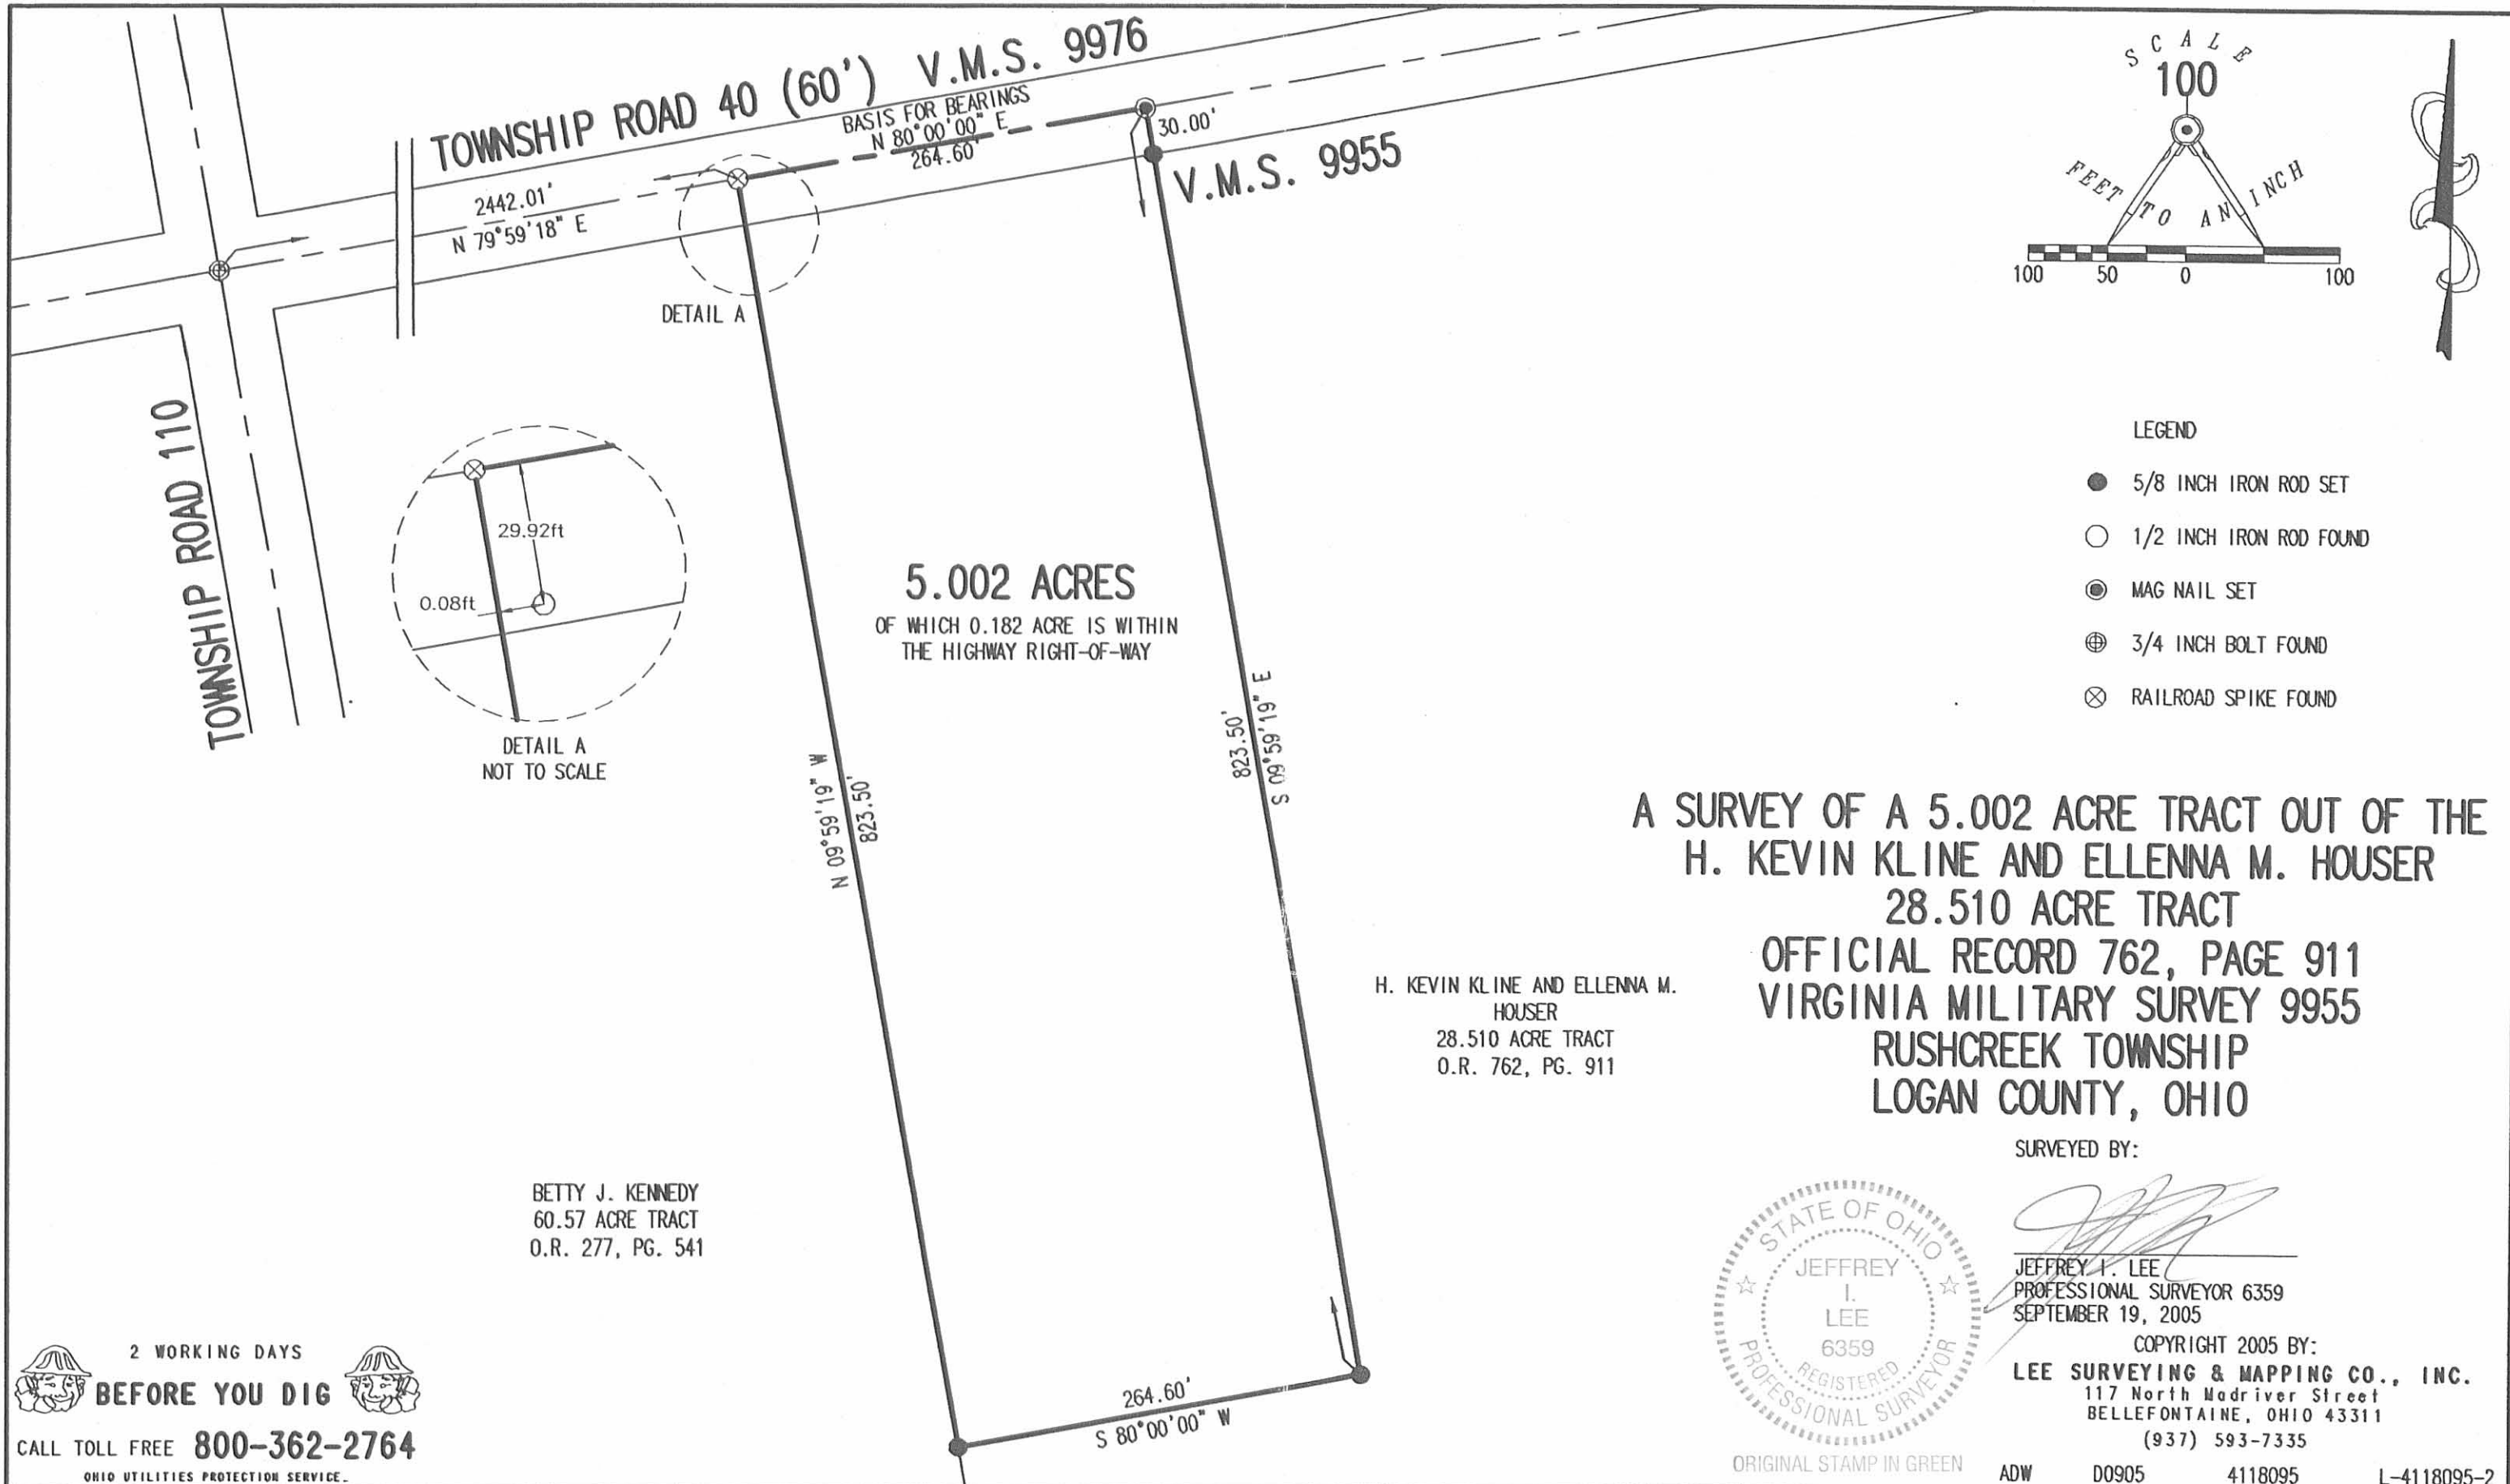 TOWNSHIP ROAD 40 (60') V.M.S. 9976
BASIS FOR BEARINGS
N 80°00'00" E
264.60'
30.00'
V.M.S. 9955
2442.01'
N 79°59'18" E
DETAIL A
TOWNSHIP ROAD 110
29.92ft
0.08ft
DETAIL A
NOT TO SCALE
5.002 ACRES
OF WHICH 0.182 ACRE IS WITHIN
THE HIGHWAY RIGHT-OF-WAY
N 09°59'19" W
823.50'
823.50'
S 09°59'19" E
264.60'
S 80°00'00" W
H. KEVIN KLINE AND ELLENNA M.
HOUSER
28.510 ACRE TRACT
O.R. 762, PG. 911
BETTY J. KENNEDY
60.57 ACRE TRACT
O.R. 277, PG. 541
2 WORKING DAYS
BEFORE YOU DIG
CALL TOLL FREE 800-362-2764
OHIO UTILITIES PROTECTION SERVICE.
SCALE
100
FEET TO AN INCH
100 50 0 100
LEGEND
5/8 INCH IRON ROD SET
1/2 INCH IRON ROD FOUND
MAG NAIL SET
3/4 INCH BOLT FOUND
RAILROAD SPIKE FOUND
A SURVEY OF A 5.002 ACRE TRACT OUT OF THE
H. KEVIN KLINE AND ELLENNA M. HOUSER
28.510 ACRE TRACT
OFFICIAL RECORD 762, PAGE 911
VIRGINIA MILITARY SURVEY 9955
RUSHCREEK TOWNSHIP
LOGAN COUNTY, OHIO
SURVEYED BY:
JEFFREY I. LEE
PROFESSIONAL SURVEYOR 6359
SEPTEMBER 19, 2005
COPYRIGHT 2005 BY:
LEE SURVEYING & MAPPING CO., INC.
117 North Madriver Street
BELLEFONTAINE, OHIO 43311
(937) 593-7335
ADW D0905 4118095 L-4118095-2
STATE OF OHIO
JEFFREY
I.
LEE
6359
REGISTERED
PROFESSIONAL SURVEYOR
ORIGINAL STAMP IN GREEN